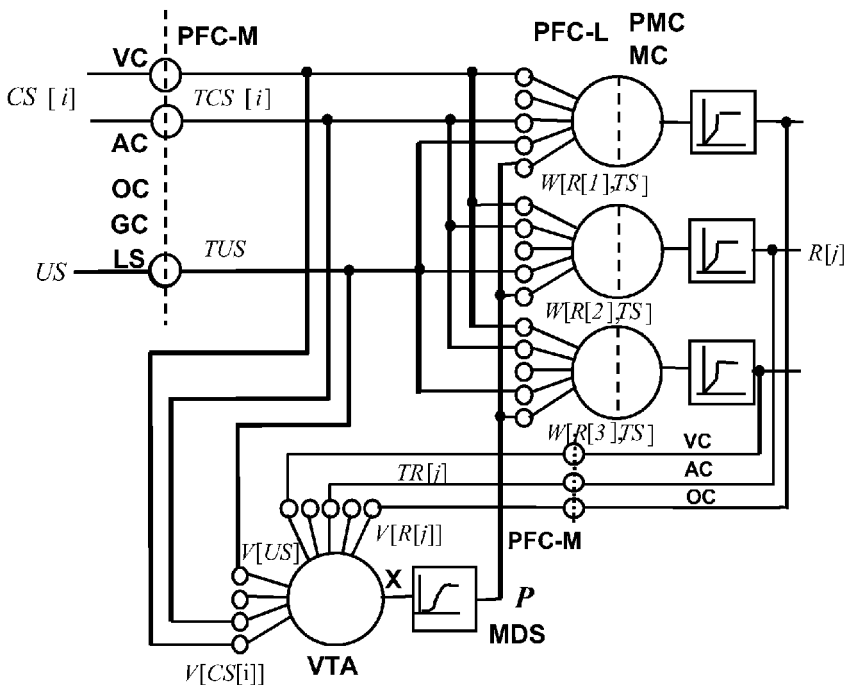 PFC-M
VC
CS [i]
TCS [i]
AC
OC
GC
LS
US
TUS
PFC-L
PMC
MC
W[R[1],TS]
W[R[2],TS]
R[j]
W[R[3],TS]
VC
TR[j]
AC
OC
V[R[j]]
PFC-M
V[US]
X
P
MDS
VTA
V[CS[i]]